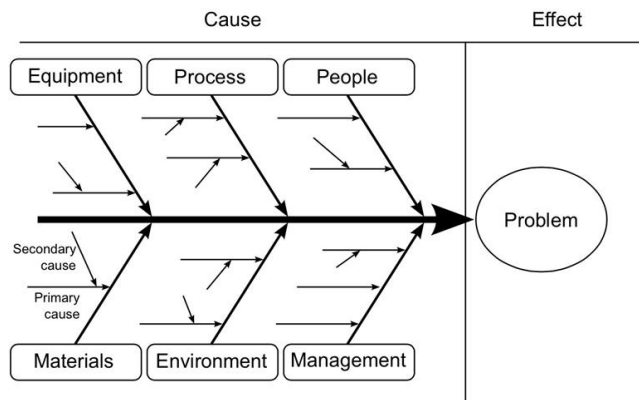 Cause
Effect
Equipment
Process
People
Problem
Secondary
cause
Primary
cause
Materials
Environment
Management